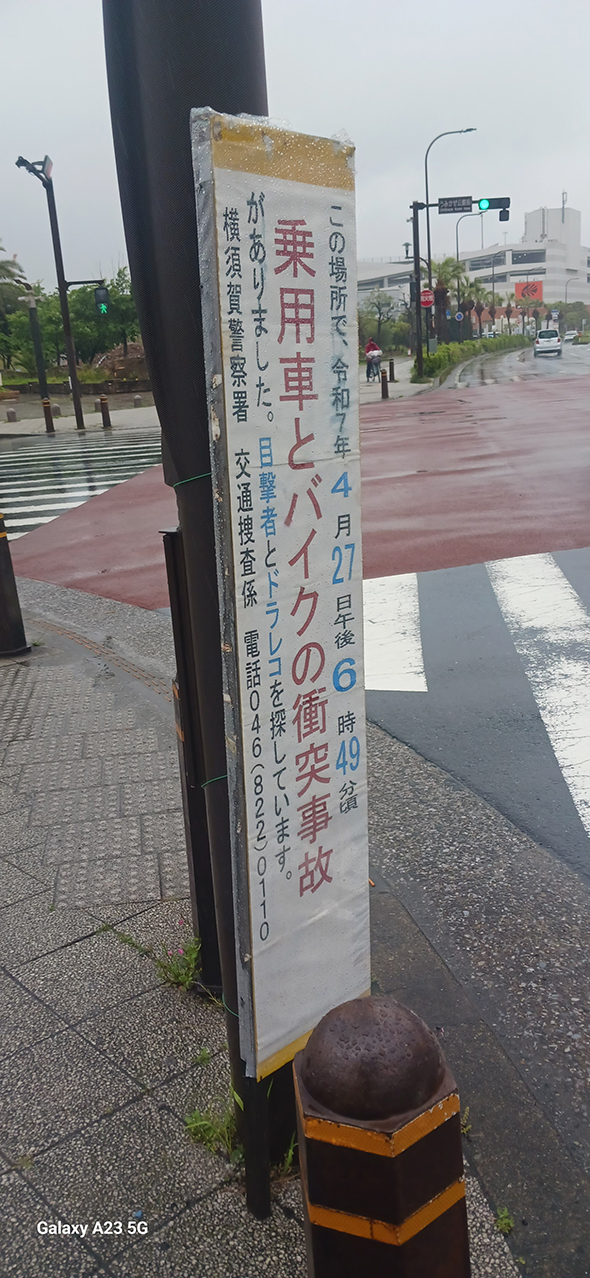 この場所で、令和7年4月27日午後6時49分頃
乗用車とバイクの衝突事故
がありました。目撃者とドラレコを探しています。
横須賀警察署 交通捜査係 電話046(822)0110
Galaxy A23 5G